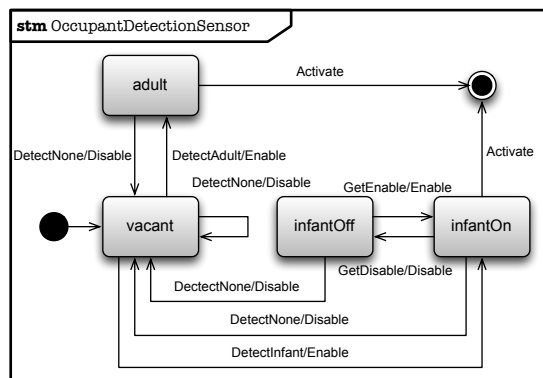 stm OccupantDetectionSensor
adult
Activate
DetectNone/Disable
DetectAdult/Enable
DetectNone/Disable
GetEnable/Enable
Activate
vacant
infantOff
infantOn
GetDisable/Disable
DectectNone/Disable
DetectNone/Disable
DetectInfant/Enable